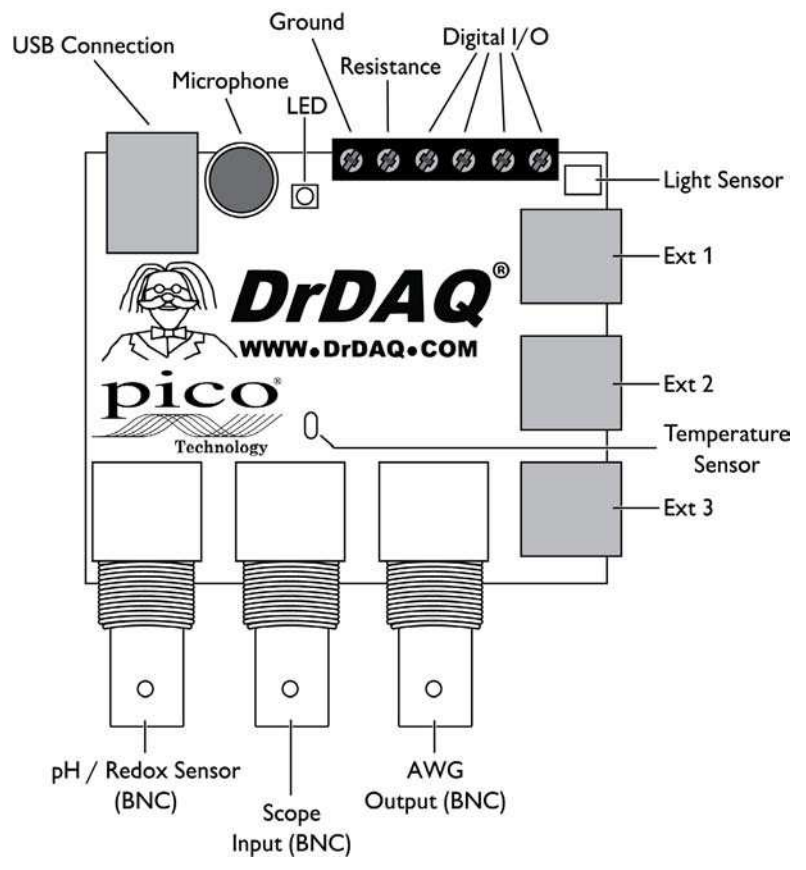 Ground
Digital I/O
USB Connection
Resistance
Microphone
LED
Light Sensor
Ext 1
DrDAQ®
WWW.DrDAQ.COM
Ext 2
pico®
Technology
Temperature
Sensor
Ext 3
pH / Redox Sensor
(BNC)
AWG
Output (BNC)
Scope
Input (BNC)